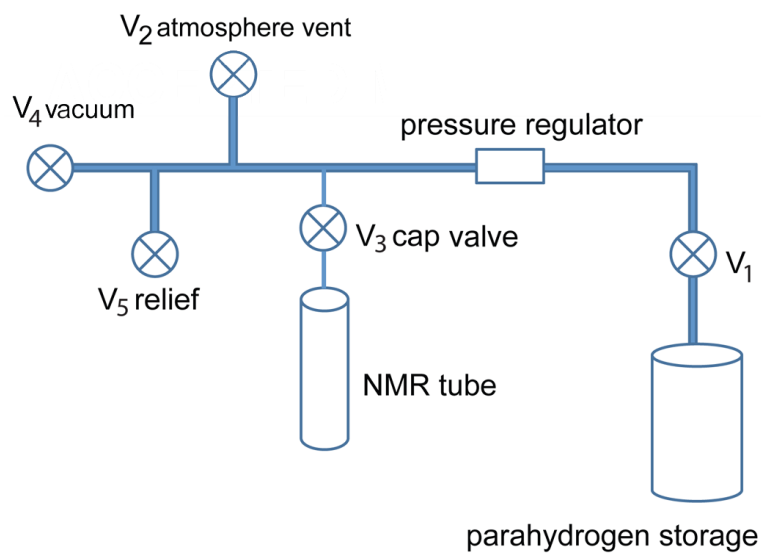 V2 atmosphere vent
V4 vacuum
pressure regulator
V3 cap valve
V1
V5 relief
NMR tube
parahydrogen storage